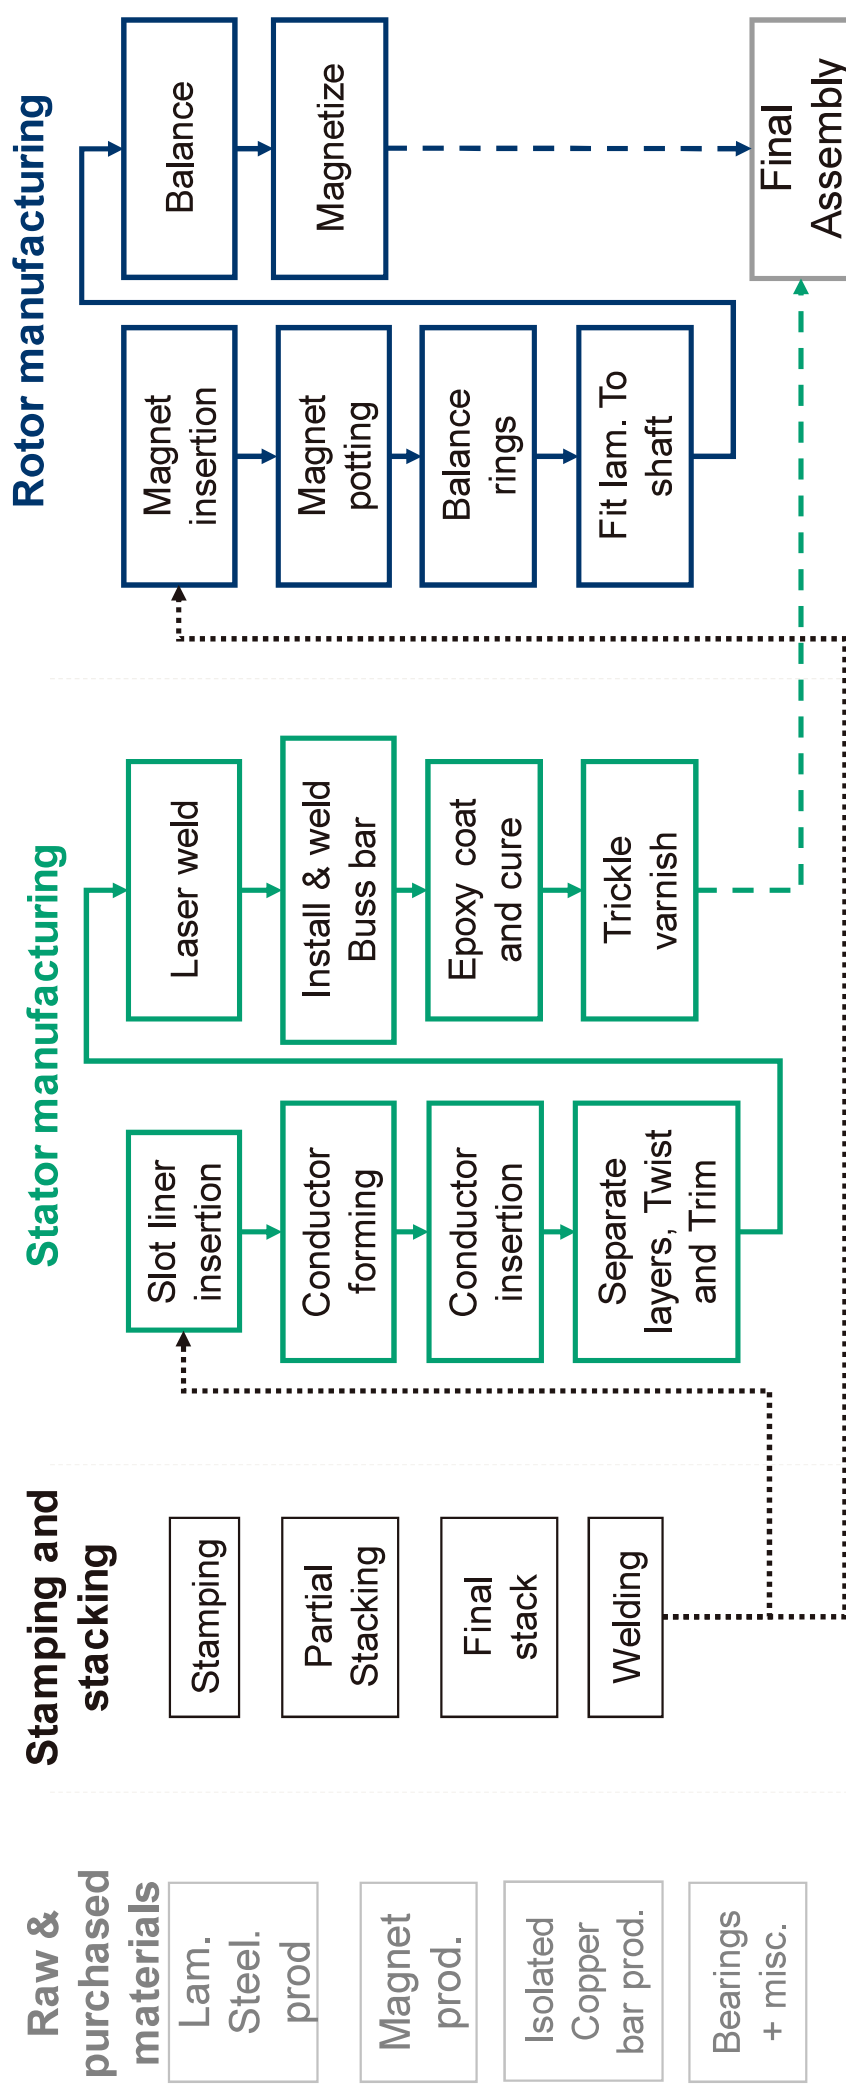 Raw &
purchased
materials
Lam.
Steel.
prod
Magnet
prod.
Isolated
Copper
bar prod.
Bearings
+ misc.
Stamping and
stacking
Stamping
Partial
Stacking
Final
stack
Welding
Stator manufacturing
Slot liner
insertion
Conductor
forming
Conductor
insertion
Separate
layers, Twist
and Trim
Laser weld
Install & weld
Buss bar
Epoxy coat
and cure
Trickle
varnish
Rotor manufacturing
Magnet
insertion
Magnet
potting
Balance
rings
Fit lam. To
shaft
Balance
Magnetize
Final
Assembly